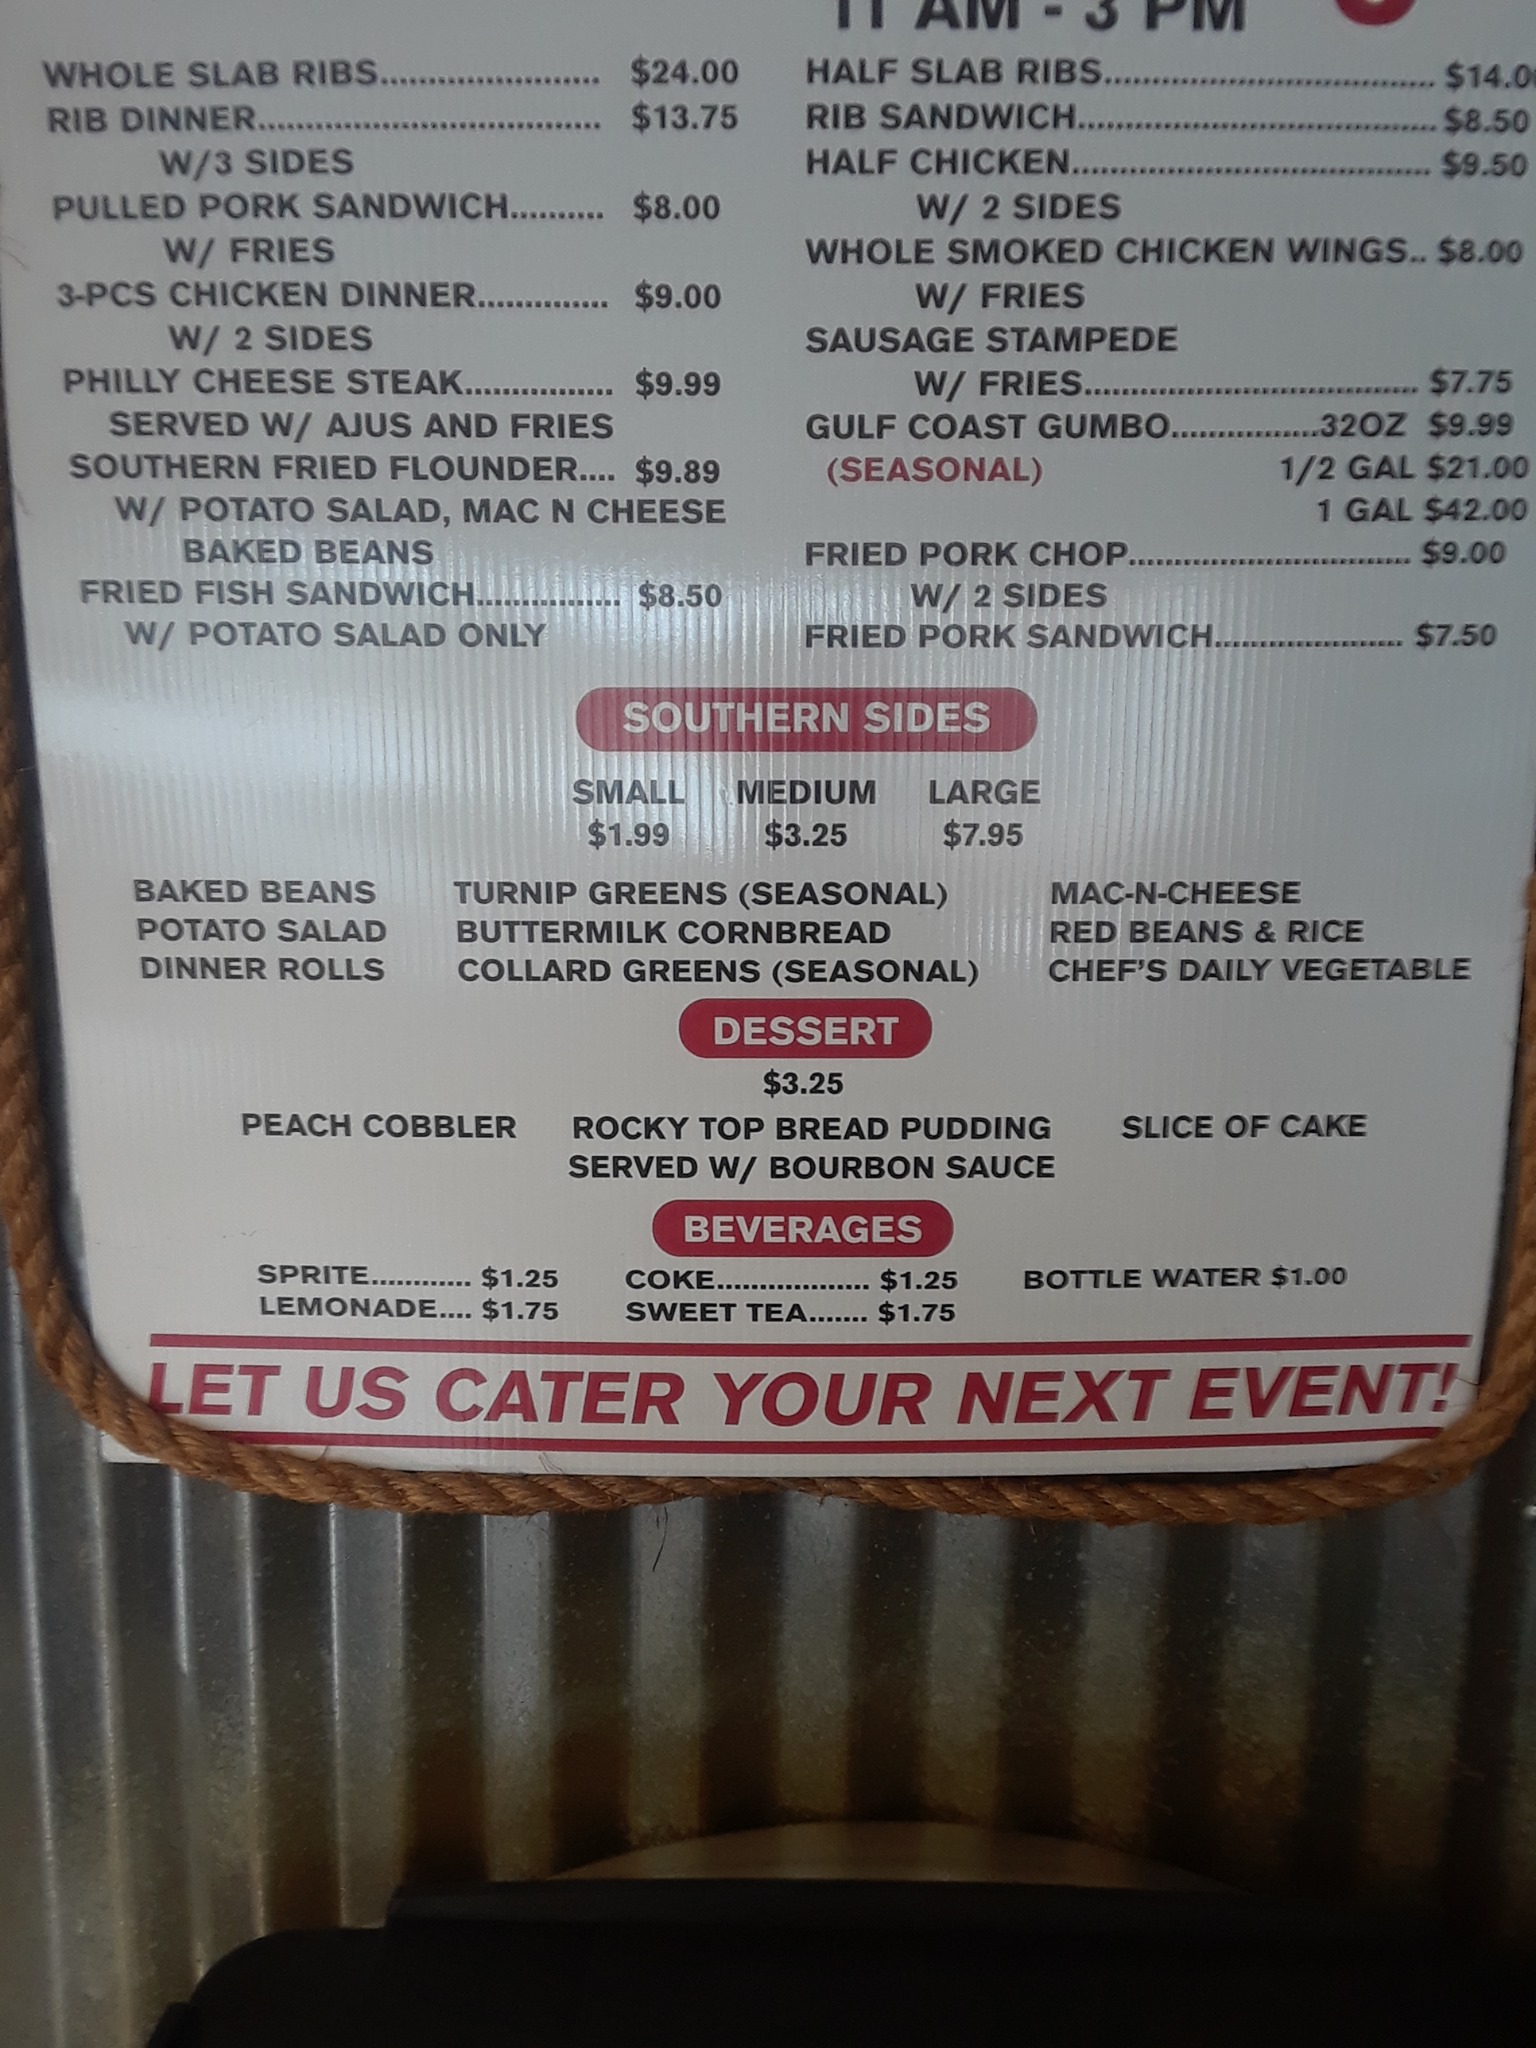 11 AM - 3 PM
WHOLE SLAB RIBS....................... $24.00
RIB DINNER.................................... $13.75
W/3 SIDES
PULLED PORK SANDWICH.......... $8.00
W/ FRIES
3-PCS CHICKEN DINNER.............. $9.00
W/ 2 SIDES
PHILLY CHEESE STEAK................ $9.99
SERVED W/ AJUS AND FRIES
SOUTHERN FRIED FLOUNDER.... $9.89
W/ POTATO SALAD, MAC N CHEESE
BAKED BEANS
FRIED FISH SANDWICH................ $8.50
W/ POTATO SALAD ONLY
HALF SLAB RIBS................................... $14.0
RIB SANDWICH...................................... $8.50
HALF CHICKEN...................................... $9.50
W/ 2 SIDES
WHOLE SMOKED CHICKEN WINGS.. $8.00
W/ FRIES
SAUSAGE STAMPEDE
W/ FRIES.................................... $7.75
GULF COAST GUMBO.................32OZ $9.99
(SEASONAL) 1/2 GAL $21.00
1 GAL $42.00
FRIED PORK CHOP.............................. $9.00
W/ 2 SIDES
FRIED PORK SANDWICH.................... $7.50
SOUTHERN SIDES
SMALL MEDIUM LARGE
$1.99 $3.25 $7.95
BAKED BEANS TURNIP GREENS (SEASONAL) MAC-N-CHEESE
POTATO SALAD BUTTERMILK CORNBREAD RED BEANS & RICE
DINNER ROLLS COLLARD GREENS (SEASONAL) CHEF'S DAILY VEGETABLE
DESSERT
$3.25
PEACH COBBLER ROCKY TOP BREAD PUDDING SLICE OF CAKE
SERVED W/ BOURBON SAUCE
BEVERAGES
SPRITE............ $1.25 COKE.................. $1.25 BOTTLE WATER $1.00
LEMONADE.... $1.75 SWEET TEA....... $1.75
LET US CATER YOUR NEXT EVENT!